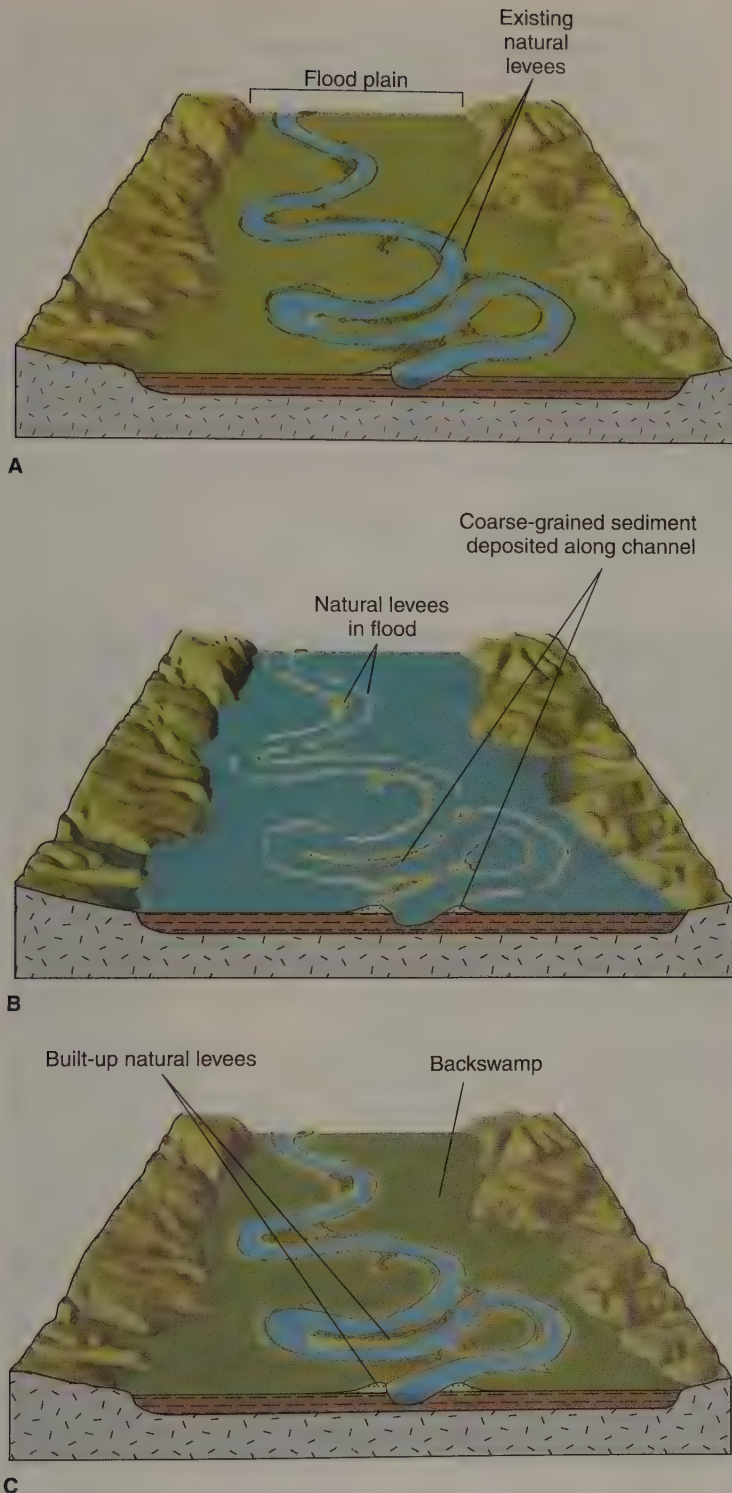 Existing
natural
levees
Flood plain
A
Coarse-grained sediment
deposited along channel
Natural levees
in flood
B
Built-up natural levees
Backswamp
C